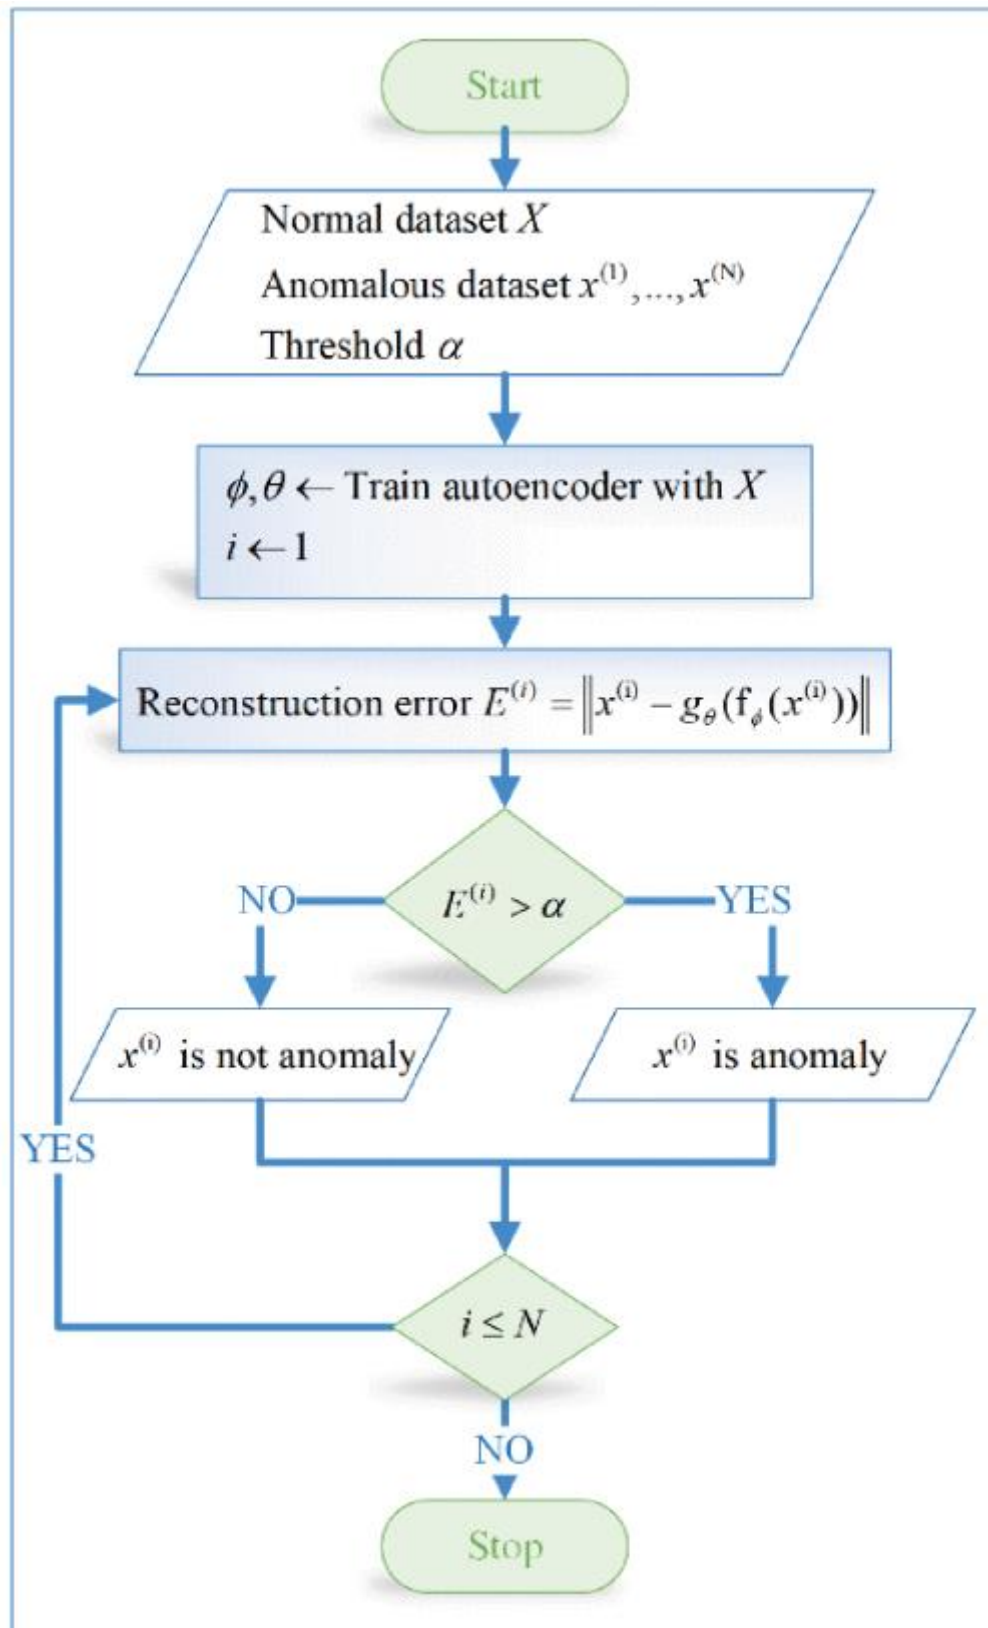 Start
Normal dataset X
Anomalous dataset x⁽¹⁾,...,x⁽ᴺ⁾
Threshold α
ϕ,θ ← Train autoencoder with X
i ← 1
Reconstruction error E⁽ⁱ⁾ = ‖x⁽ⁱ⁾ − g_θ(f_ϕ(x⁽ⁱ⁾))‖
NO
E⁽ⁱ⁾ > α
YES
x⁽ⁱ⁾ is not anomaly
x⁽ⁱ⁾ is anomaly
YES
i ≤ N
NO
Stop